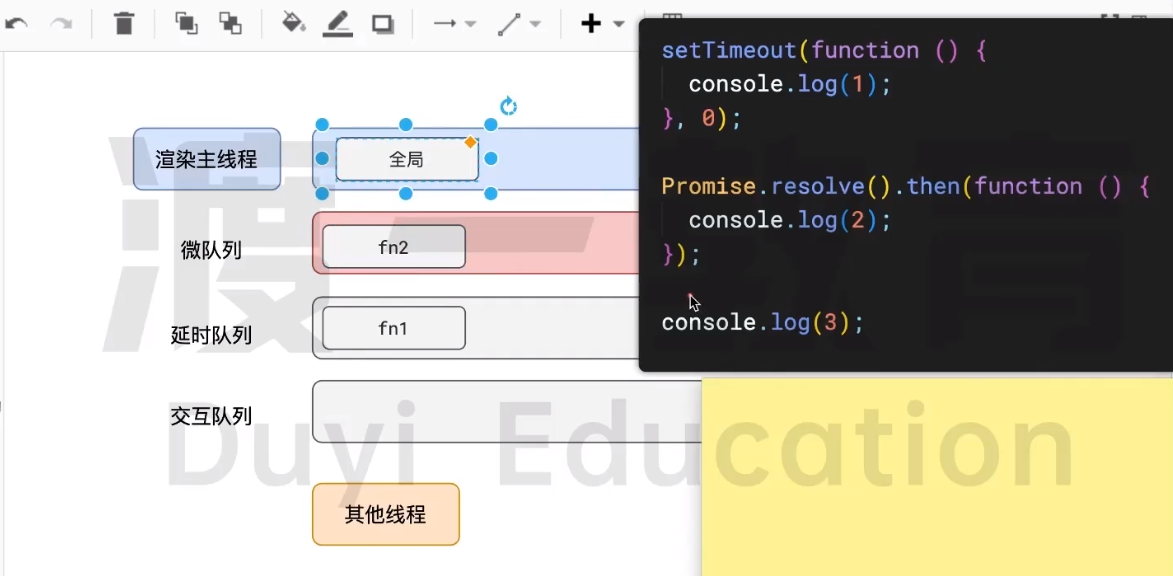 setTimeout(function () {
  console.log(1);
}, 0);
Promise.resolve().then(function () {
  console.log(2);
});
console.log(3);
渲染主线程
全局
微队列
fn2
延时队列
fn1
交互队列
其他线程
渡一教育
Duyi Education